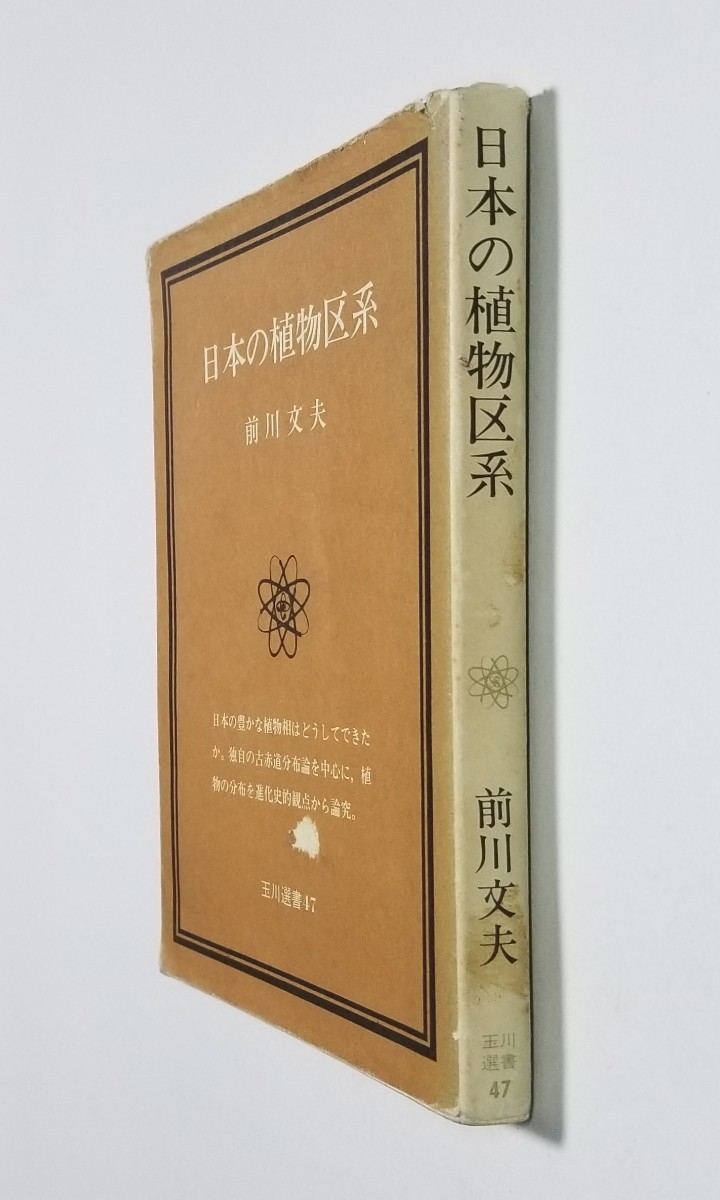 日本の植物区系
前川文夫
日本の豊かな植物相はどうしてできた
か。独自の古赤道分布論を中心に，植
物の分布を進化史的観点から論究。
玉川選書47
日本の植物区系
前川文夫
玉川
選書
47